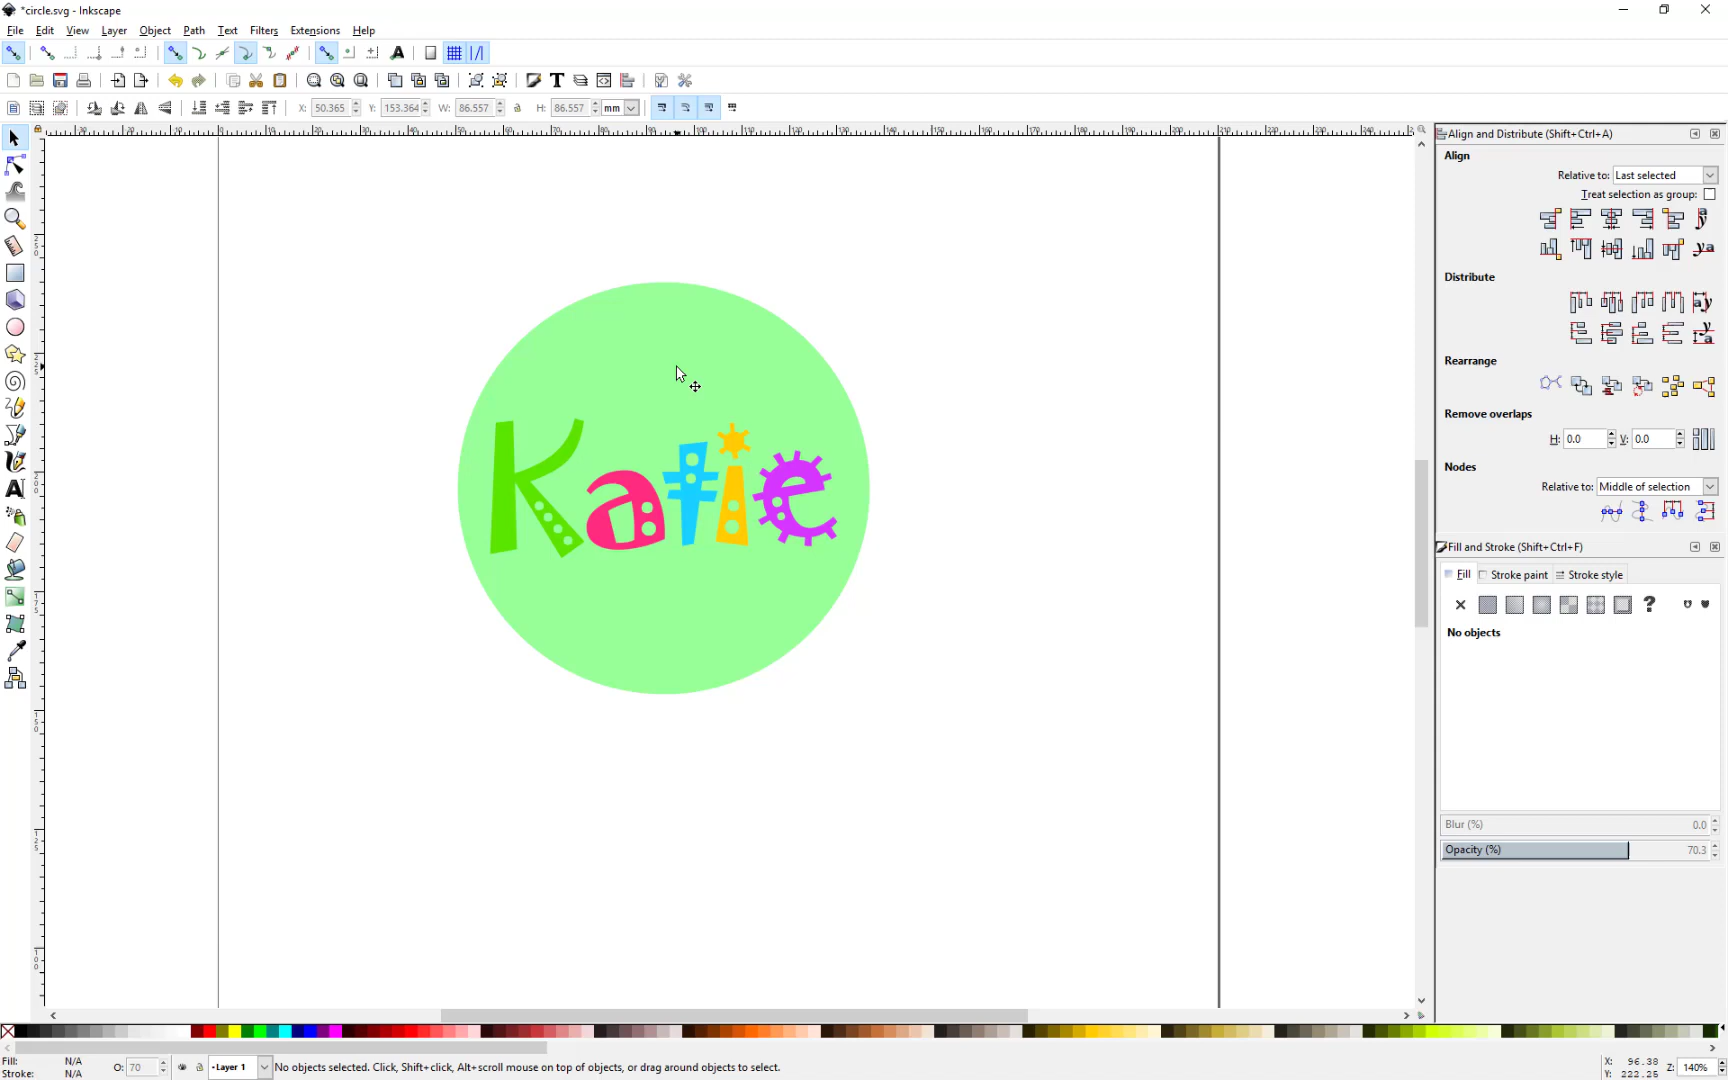 *circle.svg - Inkscape
File Edit View Layer Object Path Text Filters Extensions Help
X: 50.365 Y: 153.364 W: 86.557 H: 86.557 mm
Align and Distribute (Shift+Ctrl+A)
Align
Relative to: Last selected
Treat selection as group:
Distribute
Rearrange
Remove overlaps
H: 0.0 V: 0.0
Nodes
Relative to: Middle of selection
Fill and Stroke (Shift+Ctrl+F)
Fill Stroke paint Stroke style
No objects
Blur (%) 0.0
Opacity (%) 70.3
Katie
Fill: N/A
Stroke: N/A
O: 70
Layer 1
No objects selected. Click, Shift+click, Alt+scroll mouse on top of objects, or drag around objects to select.
X: 96.38
Y: 222.25
Z: 140%